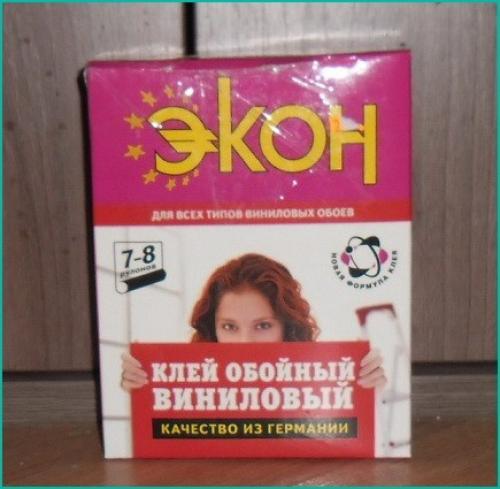 ЭКОН
ДЛЯ ВСЕХ ТИПОВ ВИНИЛОВЫХ ОБОЕВ
7-8
рулонов
НОВАЯ ФОРМУЛА КЛЕЯ
КЛЕЙ ОБОЙНЫЙ
ВИНИЛОВЫЙ
КАЧЕСТВО ИЗ ГЕРМАНИИ